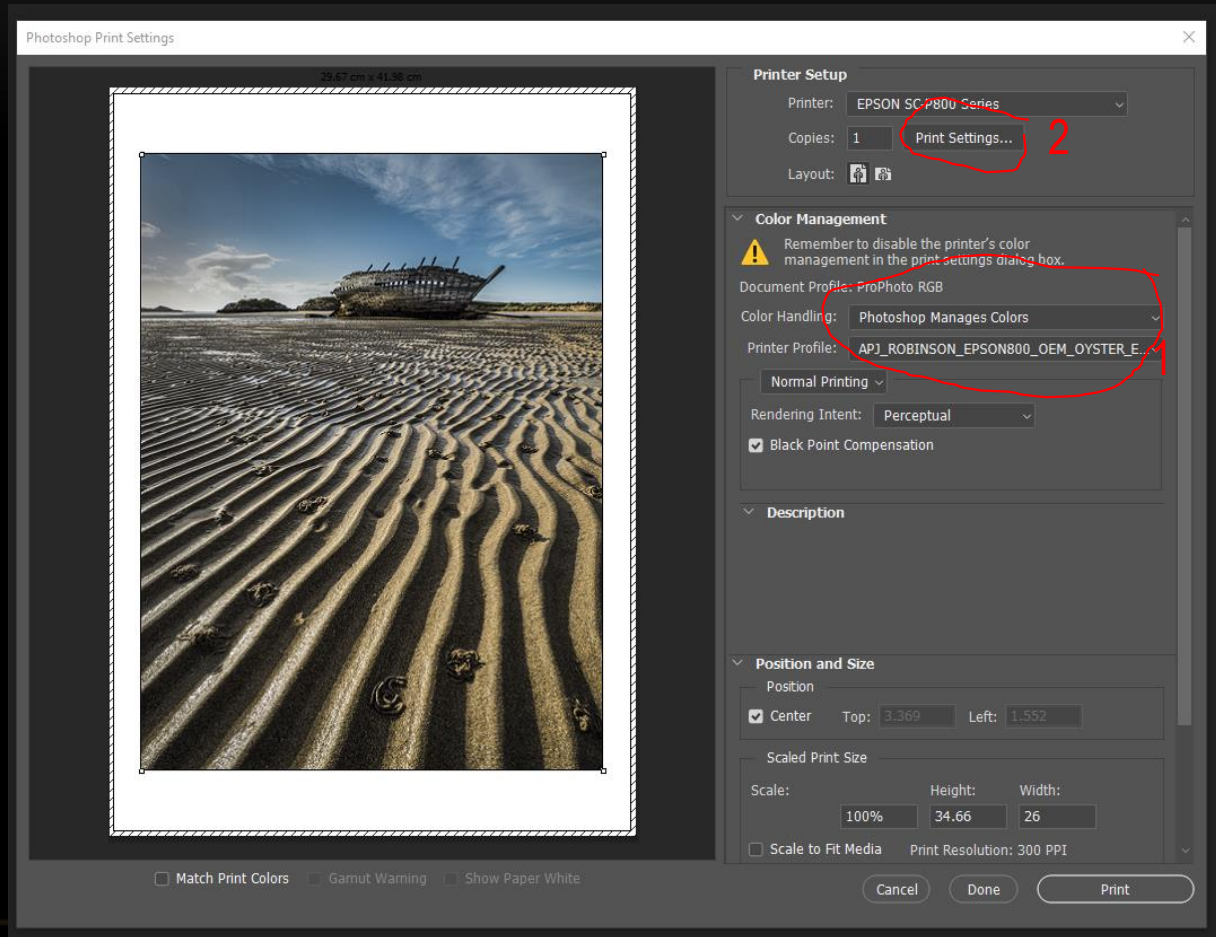 Photoshop Print Settings
29.67 cm x 41.98 cm
Printer Setup
Printer: EPSON SC-P800 Series
Copies: 1 Print Settings... 2
Layout:
Color Management
Remember to disable the printer's color
management in the print settings dialog box.
Document Profile: ProPhoto RGB
Color Handling: Photoshop Manages Colors
Printer Profile: APJ_ROBINSON_EPSON800_OEM_OYSTER_E... 1
Normal Printing
Rendering Intent: Perceptual
Black Point Compensation
Description
Position and Size
Position
Center Top: 3.369 Left: 1.552
Scaled Print Size
Scale: Height: Width:
100% 34.66 26
Scale to Fit Media Print Resolution: 300 PPI
Match Print Colors Gamut Warning Show Paper White
Cancel Done Print